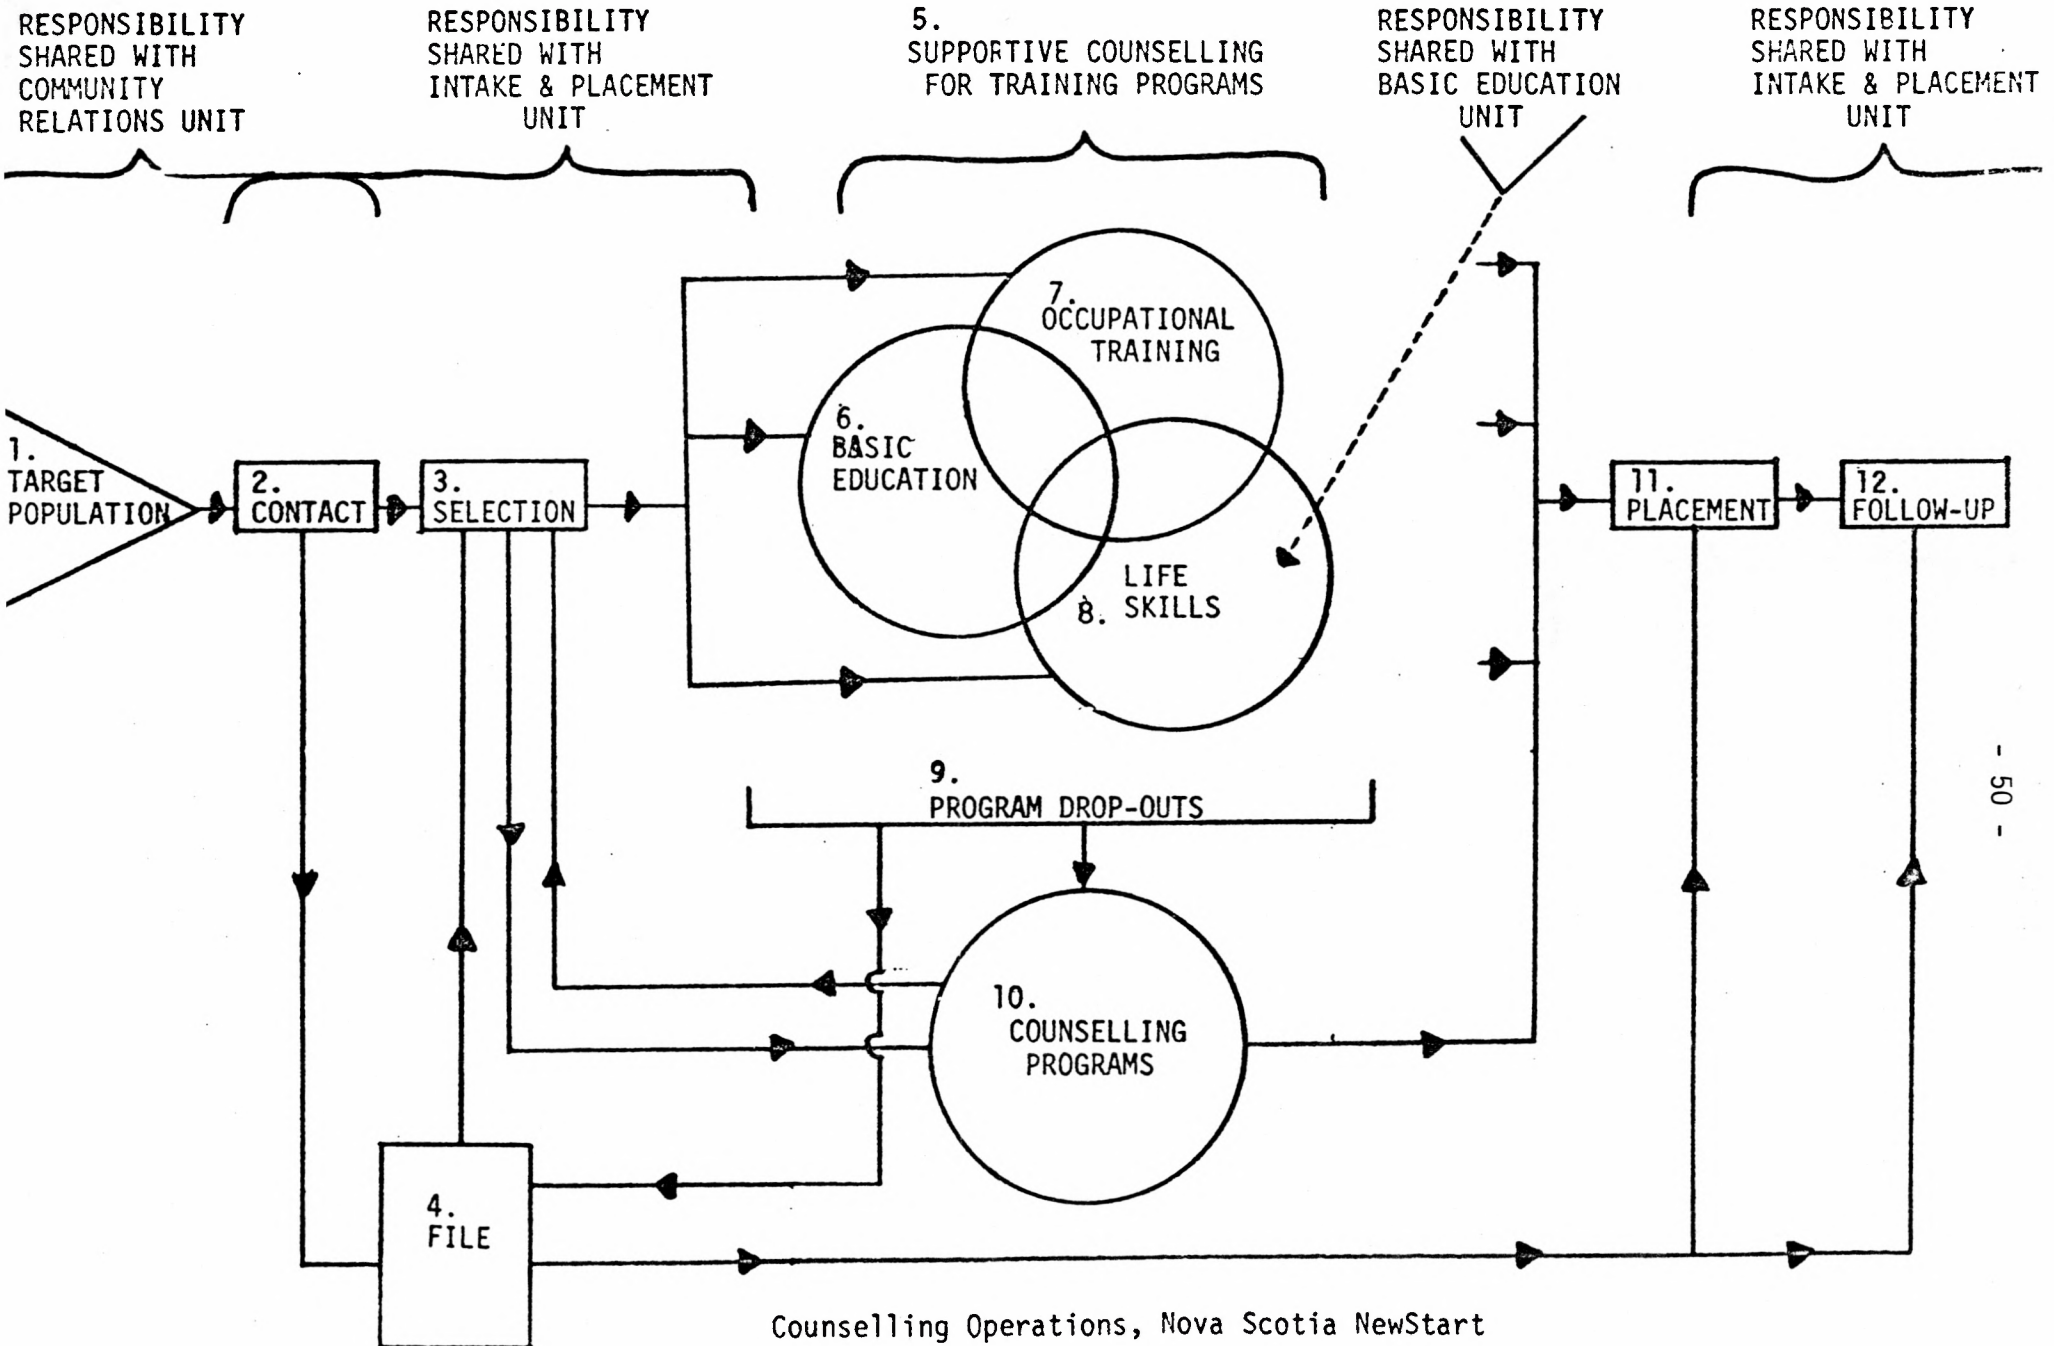 RESPONSIBILITY
SHARED WITH
COMMUNITY
RELATIONS UNIT
RESPONSIBILITY
SHARED WITH
INTAKE & PLACEMENT
UNIT
5.
SUPPORTIVE COUNSELLING
FOR TRAINING PROGRAMS
RESPONSIBILITY
SHARED WITH
BASIC EDUCATION
UNIT
RESPONSIBILITY
SHARED WITH
INTAKE & PLACEMENT
UNIT
1.
TARGET
POPULATION
2.
CONTACT
3.
SELECTION
7.
OCCUPATIONAL
TRAINING
6.
BASIC
EDUCATION
LIFE
8. SKILLS
11.
PLACEMENT
12.
FOLLOW-UP
9.
PROGRAM DROP-OUTS
10.
COUNSELLING
PROGRAMS
4.
FILE
- 50 -
Counselling Operations, Nova Scotia NewStart